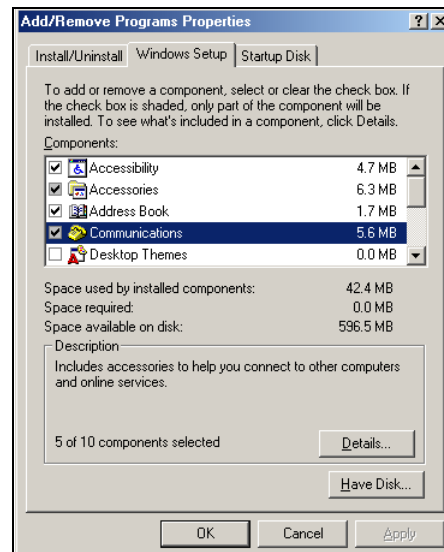 Add/Remove Programs Properties
Install/Uninstall Windows Setup Startup Disk
To add or remove a component, select or clear the check box. If
the check box is shaded, only part of the component will be
installed. To see what's included in a component, click Details.
Components:
Accessibility 4.7 MB
Accessories 6.3 MB
Address Book 1.7 MB
Communications 5.6 MB
Desktop Themes 0.0 MB
Space used by installed components: 42.4 MB
Space required: 0.0 MB
Space available on disk: 596.5 MB
Description
Includes accessories to help you connect to other computers
and online services.
5 of 10 components selected Details...
Have Disk...
OK Cancel Apply